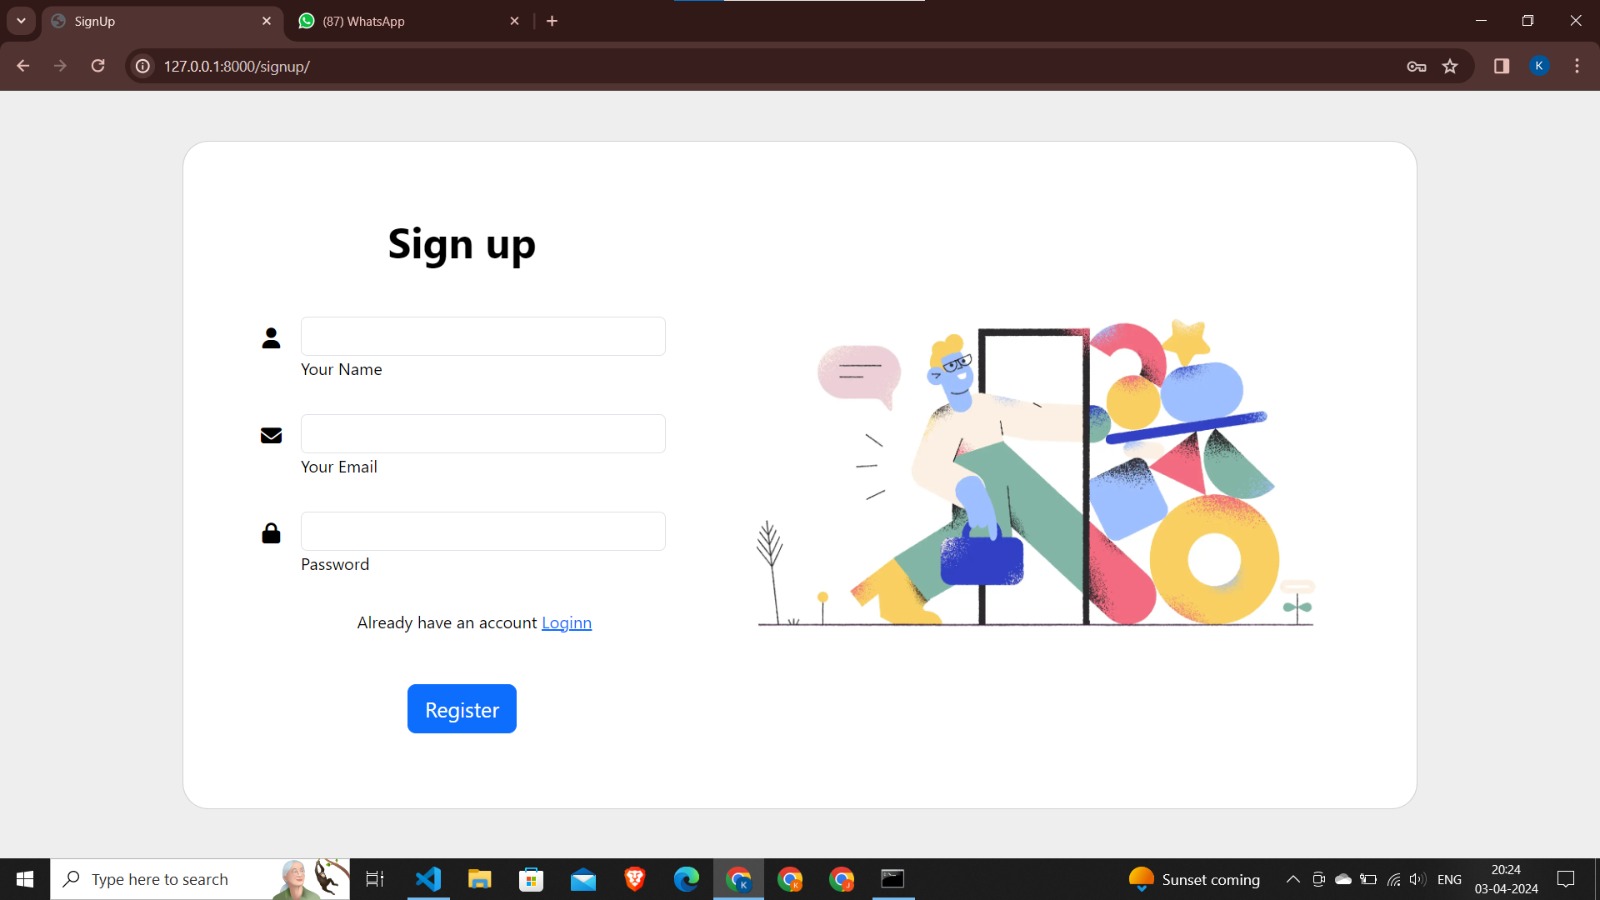 SignUp
(87) WhatsApp
127.0.0.1:8000/signup/
K
Sign up
Your Name
Your Email
Password
Already have an account Loginn
Register
Type here to search
K
K
J
Sunset coming
ENG
20:24
03-04-2024